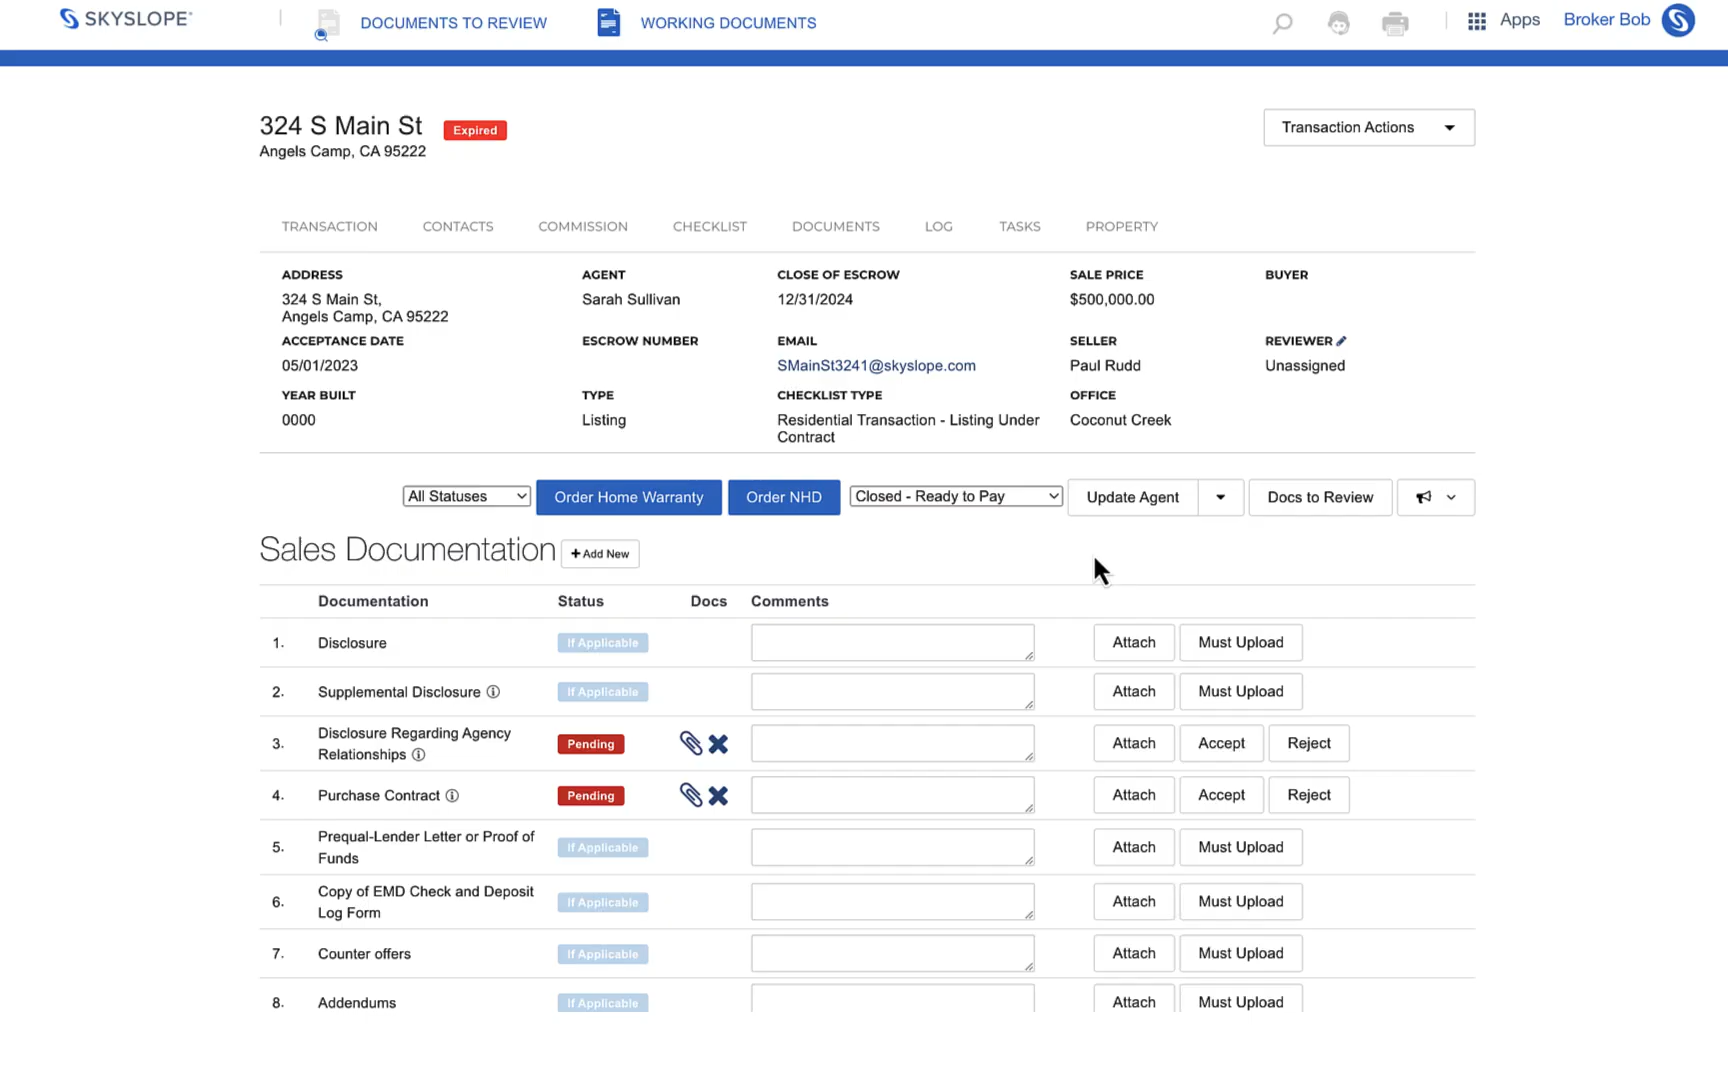 SKYSLOPE
DOCUMENTS TO REVIEW
WORKING DOCUMENTS
Apps
Broker Bob
324 S Main St
Expired
Angels Camp, CA 95222
Transaction Actions
TRANSACTION
CONTACTS
COMMISSION
CHECKLIST
DOCUMENTS
LOG
TASKS
PROPERTY
ADDRESS
324 S Main St,
Angels Camp, CA 95222
AGENT
Sarah Sullivan
CLOSE OF ESCROW
12/31/2024
SALE PRICE
$500,000.00
BUYER
ACCEPTANCE DATE
05/01/2023
ESCROW NUMBER
EMAIL
SMainSt3241@skyslope.com
SELLER
Paul Rudd
REVIEWER
Unassigned
YEAR BUILT
0000
TYPE
Listing
CHECKLIST TYPE
Residential Transaction - Listing Under
Contract
OFFICE
Coconut Creek
All Statuses
Order Home Warranty
Order NHD
Closed - Ready to Pay
Update Agent
Docs to Review
Sales Documentation
+ Add New
Documentation Status Docs Comments
1. Disclosure If Applicable Attach Must Upload
2. Supplemental Disclosure If Applicable Attach Must Upload
3. Disclosure Regarding Agency
Relationships Pending Attach Accept Reject
4. Purchase Contract Pending Attach Accept Reject
5. Prequal-Lender Letter or Proof of
Funds If Applicable Attach Must Upload
6. Copy of EMD Check and Deposit
Log Form If Applicable Attach Must Upload
7. Counter offers If Applicable Attach Must Upload
8. Addendums If Applicable Attach Must Upload